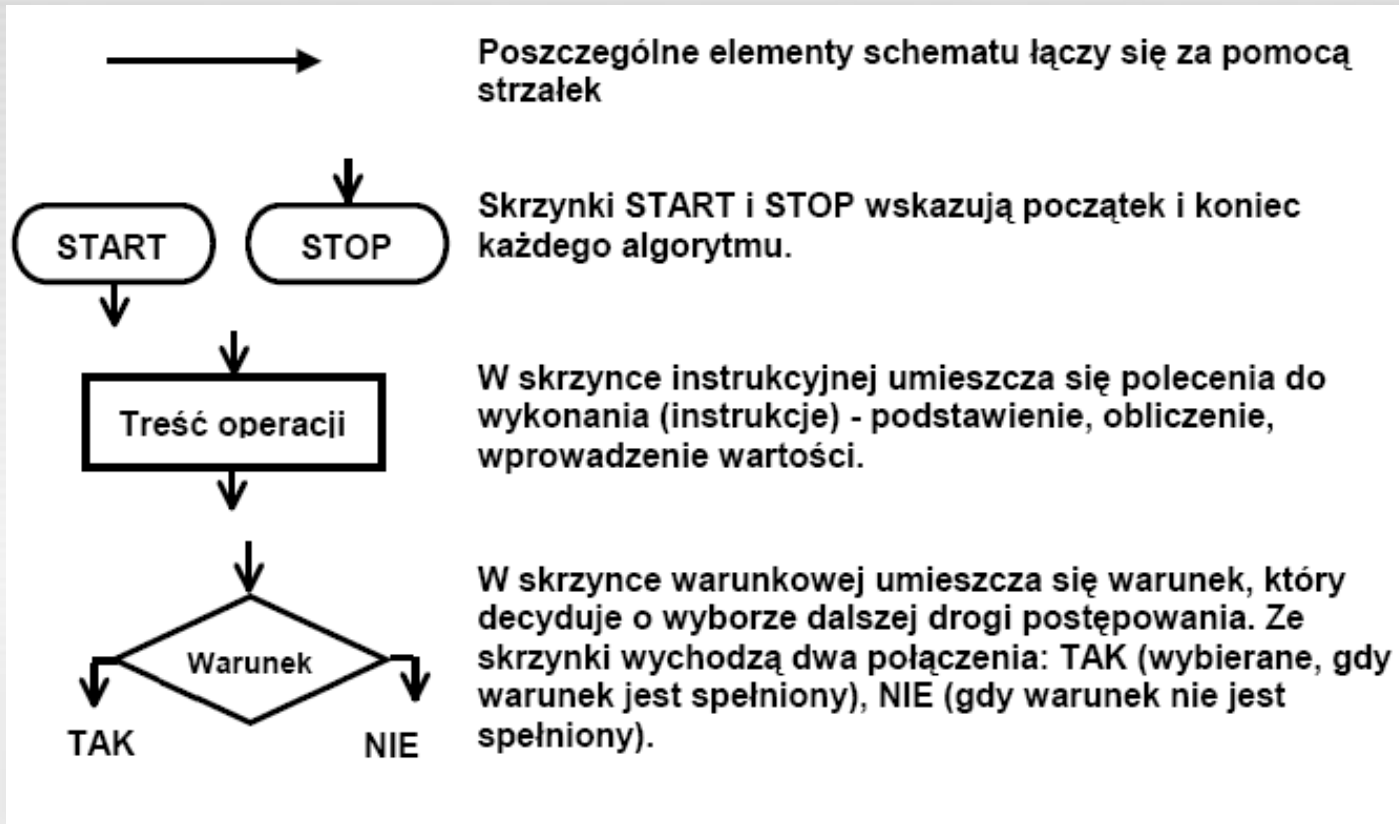 Poszczególne elementy schematu łączy się za pomocą
strzałek
START
STOP
Skrzynki START i STOP wskazują początek i koniec
każdego algorytmu.
Treść operacji
W skrzynce instrukcyjnej umieszcza się polecenia do
wykonania (instrukcje) - podstawienie, obliczenie,
wprowadzenie wartości.
Warunek
TAK
NIE
W skrzynce warunkowej umieszcza się warunek, który
decyduje o wyborze dalszej drogi postępowania. Ze
skrzynki wychodzą dwa połączenia: TAK (wybierane, gdy
warunek jest spełniony), NIE (gdy warunek nie jest
spełniony).